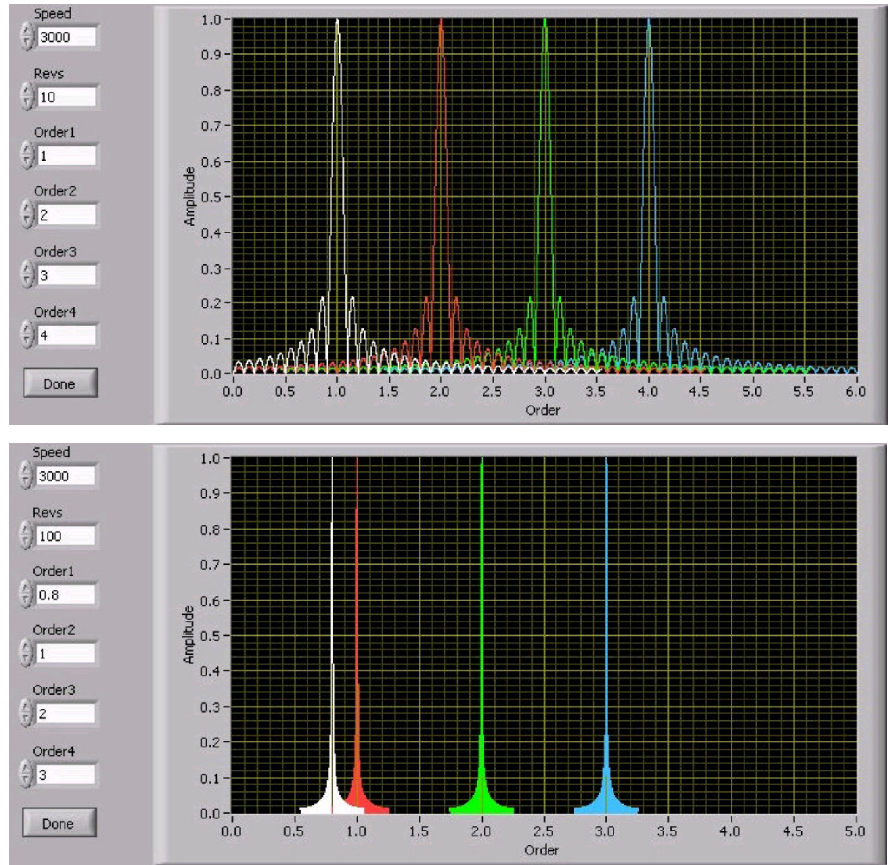 Speed
3000
Revs
10
Order1
1
Order2
2
Order3
3
Order4
4
Done
1.0
0.9
0.8
0.7
0.6
0.5
0.4
0.3
0.2
0.1
0.0
Amplitude
0.0 0.5 1.0 1.5 2.0 2.5 3.0 3.5 4.0 4.5 5.0 5.5 6.0
Order
Speed
3000
Revs
100
Order1
0.8
Order2
1
Order3
2
Order4
3
Done
1.0
0.9
0.8
0.7
0.6
0.5
0.4
0.3
0.2
0.1
0.0
Amplitude
0.0 0.5 1.0 1.5 2.0 2.5 3.0 3.5 4.0 4.5 5.0
Order